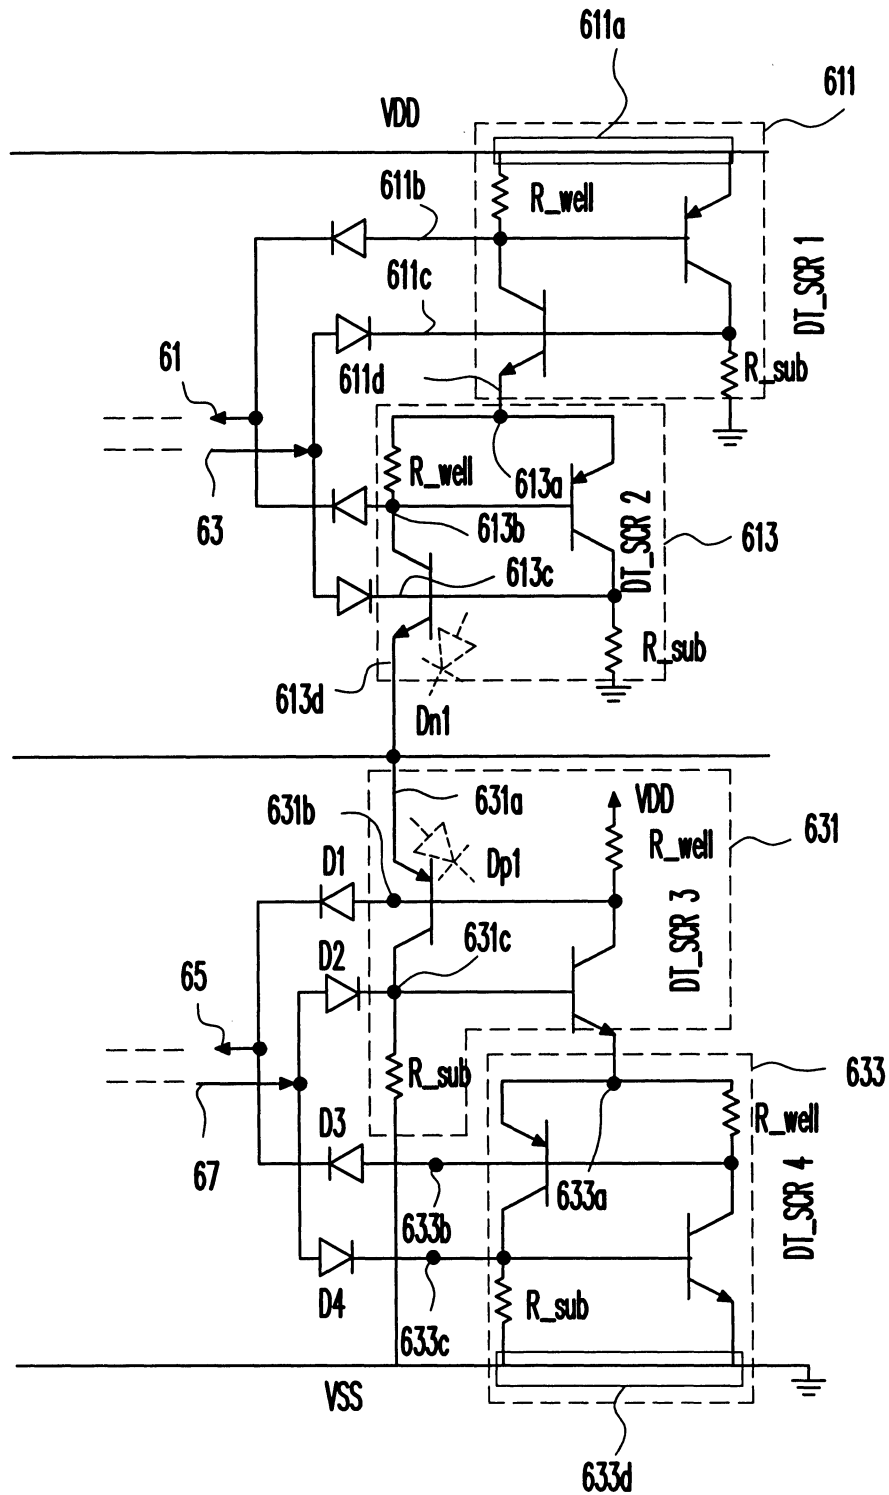 611a
611
VDD
611b
R_well
DT_SCR 1
611c
61
611d
R_sub
R_well
613a
63
613b
DT_SCR 2
613
613c
R_sub
613d
Dn1
631b
631a
VDD
631
R_well
D1
Dp1
DT_SCR 3
D2
631c
65
R_sub
633
D3
R_well
67
633a
633b
DT_SCR 4
D4
R_sub
633c
VSS
633d